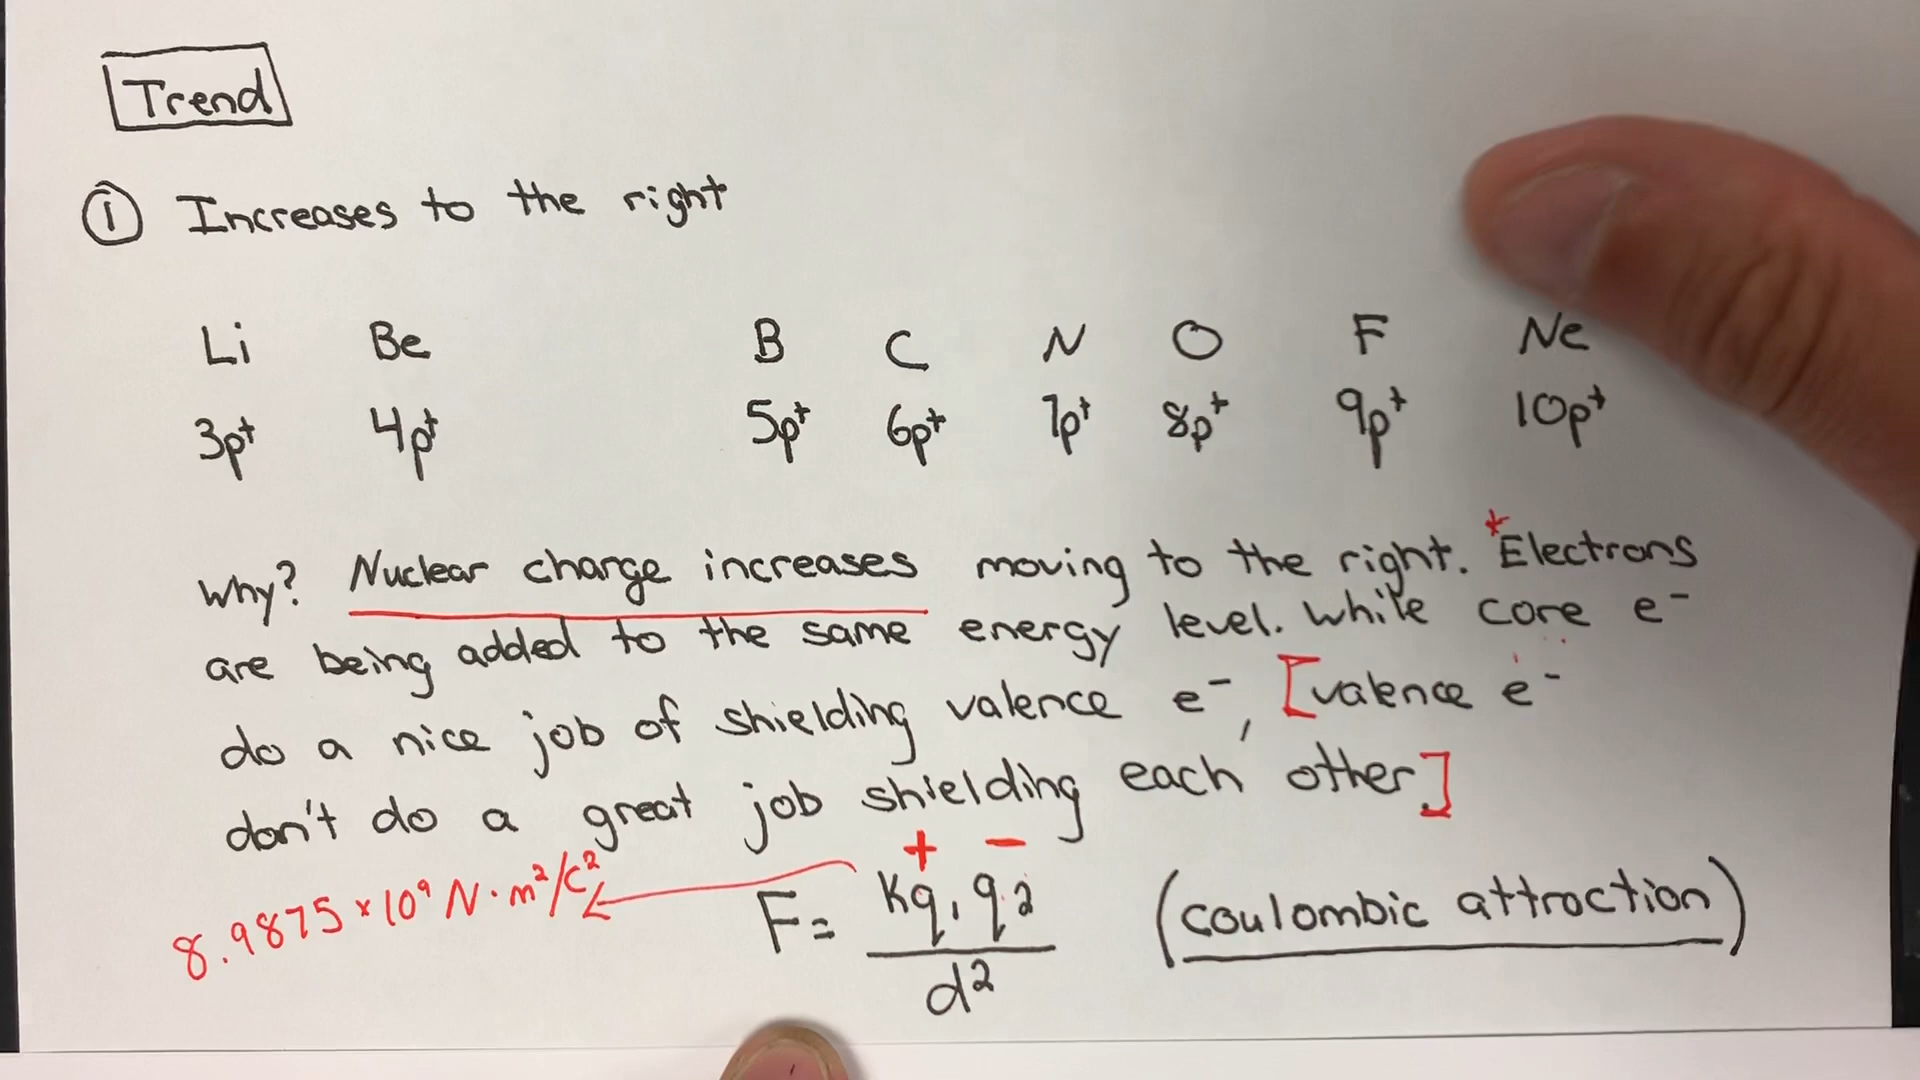 Trend
① Increases to the right
Li Be B C N O F Ne
3p⁺ 4p⁺ 5p⁺ 6p⁺ 7p⁺ 8p⁺ 9p⁺ 10p⁺
Why? Nuclear charge increases moving to the right. *Electrons
are being added to the same energy level. While core e⁻
do a nice job of shielding valence e⁻, [valence e⁻
don't do a great job shielding each other]
+ −
8.9875 × 10⁹ N·m²/C² F = kq₁q₂ (coulombic attraction)
d²